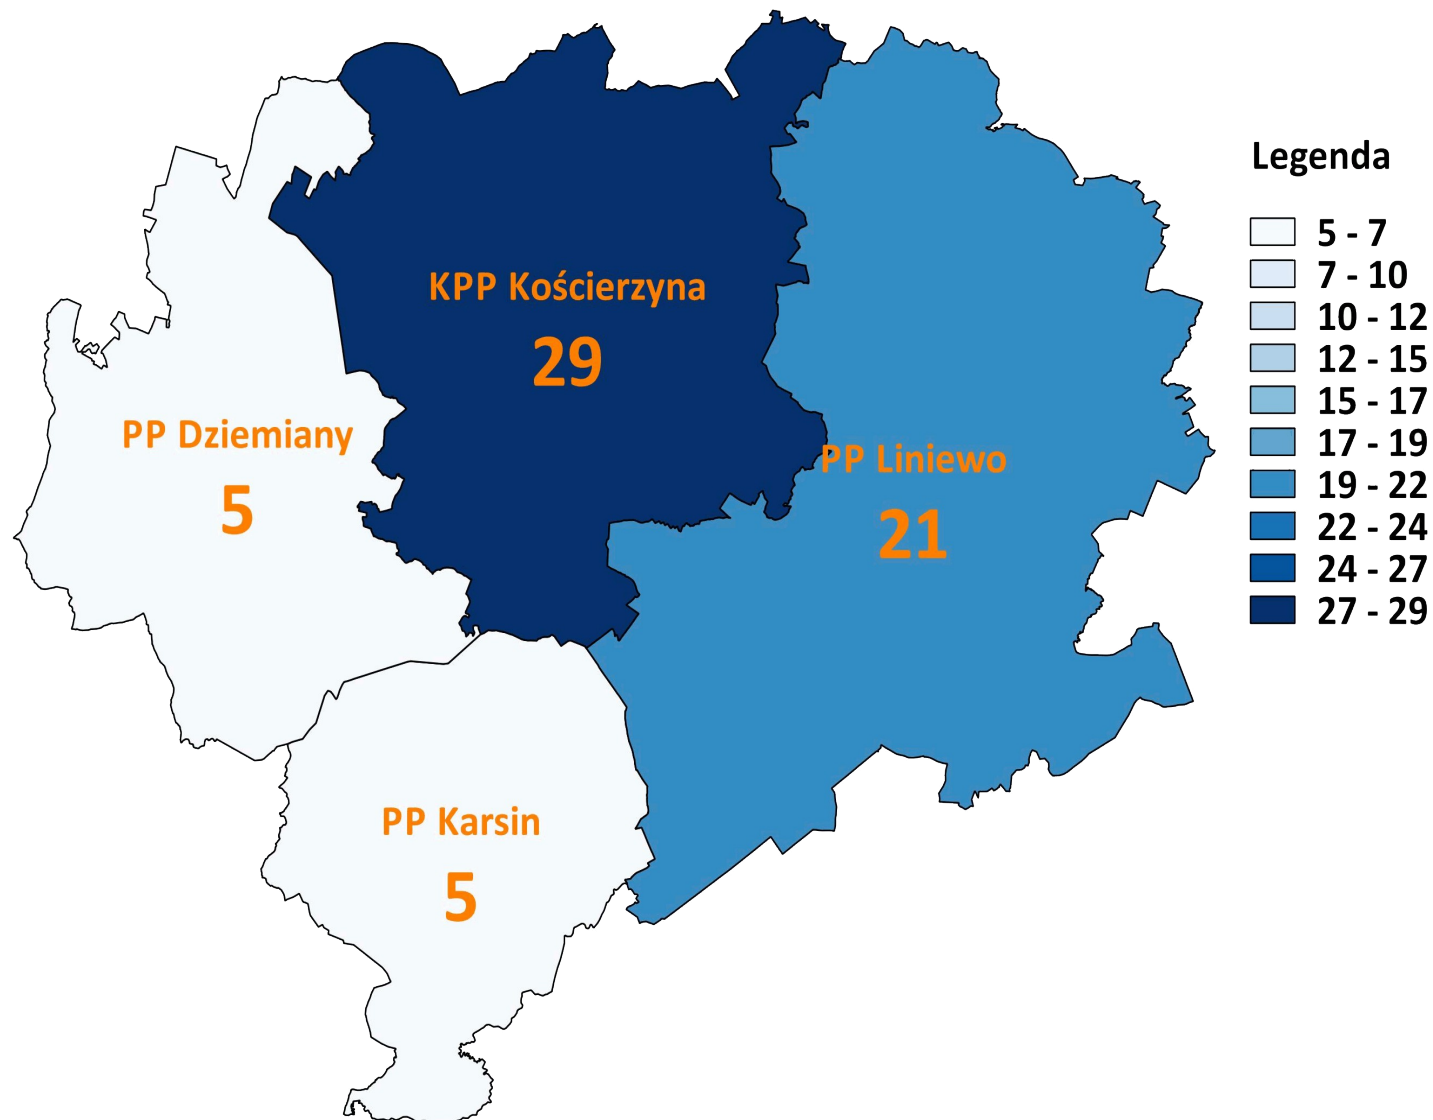 KPP Kościerzyna
29
PP Dziemiany
5
PP Liniewo
21
PP Karsin
5
Legenda
5 - 7
7 - 10
10 - 12
12 - 15
15 - 17
17 - 19
19 - 22
22 - 24
24 - 27
27 - 29